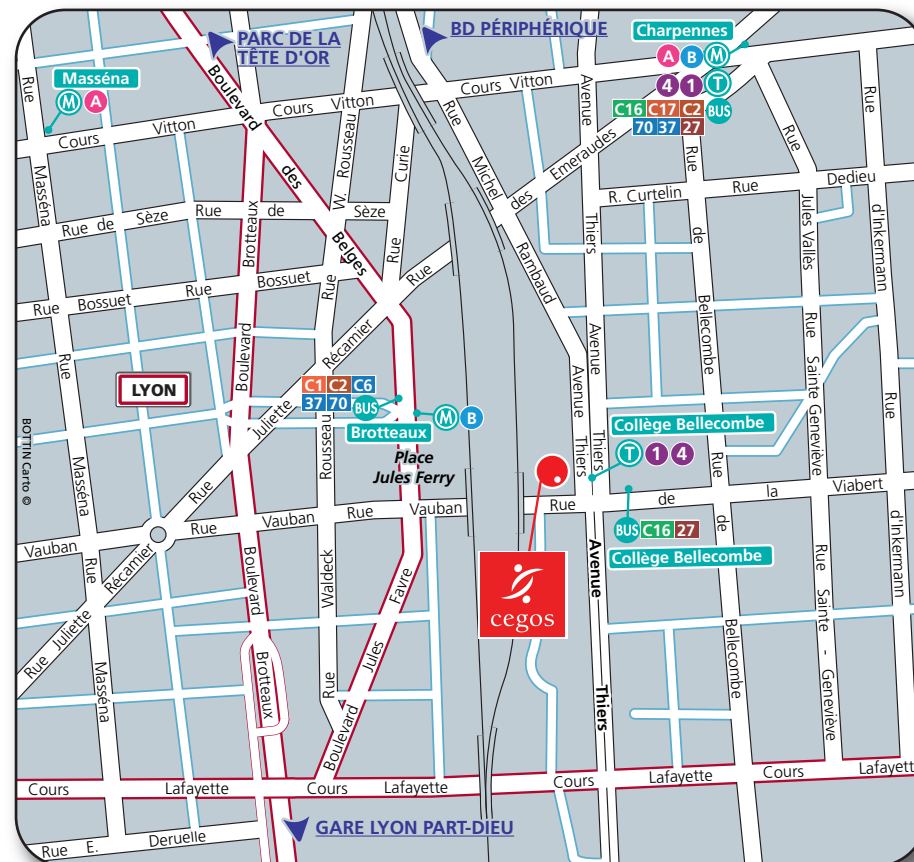 PARC DE LA
TÊTE D'OR
BD PÉRIPHÉRIQUE
Charpennes
A B M
4 1 T
C16 C17 C2 BUS
70 37 27
Masséna
M A
Rue
Masséna
Rue
Masséna
Rue
Masséna
Cours
Vitton
Cours Vitton
Cours Vitton
Boulevard
des
Belges
Rue
W. Rousseau
Rue
Curie
Rue
Michel
Rambaud
Avenue
Thiers
Avenue
Thiers
Avenue
Thiers
Avenue
Thiers
Rue
des
Emeraudes
R. Curtelin
Rue
Dedieu
Rue
de
Bellecombe
Rue
de
Bellecombe
Rue
Jules Vallès
Rue
Sainte Geneviève
Rue
Sainte
-
Geneviève
Rue
d'Inkermann
Rue
d'Inkermann
Rue de Sèze
Rue
de
Sèze
Rue
Bossuet
Rue
Bossuet
Brotteaux
Boulevard
Boulevard
Brotteaux
LYON
C1 C2 C6
37 70 BUS
Brotteaux
M B
Place
Jules Ferry
Rue
Juliette
Récamier
Rue Juliette
Récamier
Rousseau
Waldeck
Rue
Collège Bellecombe
T 1 4
BUS C16 27
Collège Bellecombe
Vauban
Rue
Vauban
Rue
Vauban
Rue
de
la
Viabert
cegos
Boulevard
Jules
Favre
Cours
Lafayette
Cours
Lafayette
Cours
Lafayette
Cours
Lafayett
Rue E.
Deruelle
GARE LYON PART-DIEU
BOTTIN Carto ©